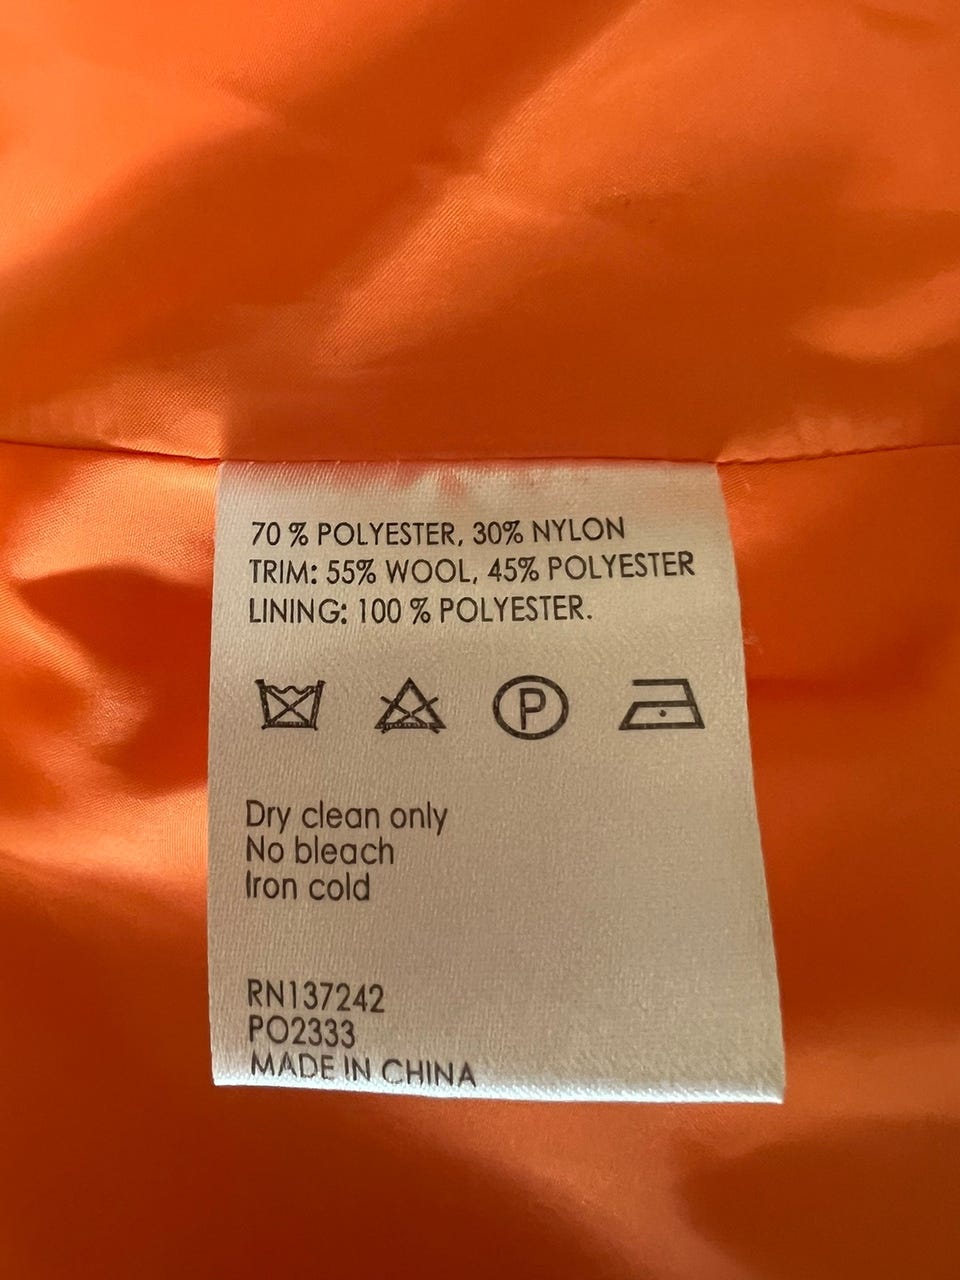 70 % POLYESTER, 30% NYLON
TRIM: 55% WOOL, 45% POLYESTER
LINING: 100 % POLYESTER.
P
Dry clean only
No bleach
Iron cold
RN137242
PO2333
MADE IN CHINA